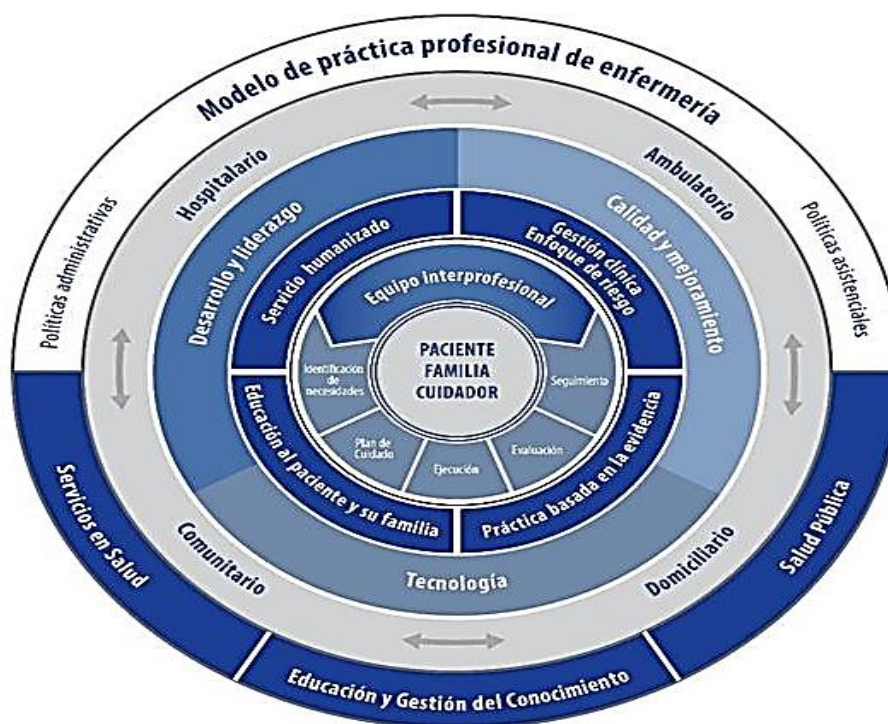 Modelo de práctica profesional de enfermería
Políticas administrativas
Políticas asistenciales
Hospitalario
Ambulatorio
Desarrollo y liderazgo
Calidad y mejoramiento
Servicio humanizado
Gestión clínica
Enfoque de riesgo
Equipo Interprofesional
PACIENTE
FAMILIA
CUIDADOR
Identificación
de
necesidades
Seguimiento
Plan de
Cuidado
Ejecución
Evaluación
Educación al paciente y su familia
Práctica basada en la evidencia
Tecnología
Comunitario
Domiciliario
Servicios en Salud
Educación y Gestión del Conocimiento
Salud Pública